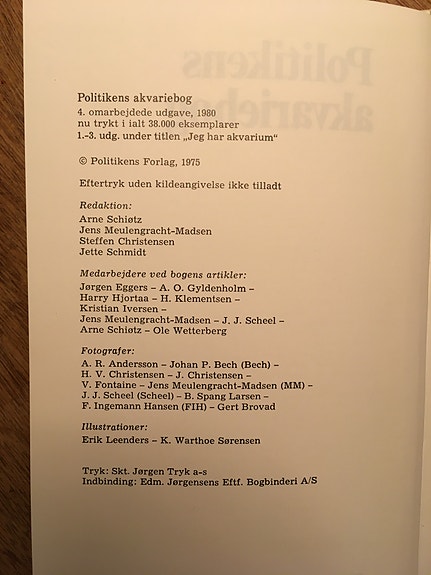 Politikens akvariebog
4. omarbejdede udgave, 1980
nu trykt i ialt 38.000 eksemplarer
1.-3. udg. under titlen „Jeg har akvarium“
© Politikens Forlag, 1975
Eftertryk uden kildeangivelse ikke tilladt
Redaktion:
Arne Schiøtz
Jens Meulengracht-Madsen
Steffen Christensen
Jette Schmidt
Medarbejdere ved bogens artikler:
Jørgen Eggers – A. O. Gyldenholm –
Harry Hjortaa – H. Klementsen –
Kristian Iversen –
Jens Meulengracht-Madsen – J. J. Scheel –
Arne Schiøtz – Ole Wetterberg
Fotografer:
A. R. Andersson – Johan P. Bech (Bech) –
H. V. Christensen – J. Christensen –
V. Fontaine – Jens Meulengracht-Madsen (MM) –
J. J. Scheel (Scheel) – B. Spang Larsen –
F. Ingemann Hansen (FIH) – Gert Brovad
Illustrationer:
Erik Leenders – K. Warthoe Sørensen
Tryk: Skt. Jørgen Tryk a-s
Indbinding: Edm. Jørgensens Eftf. Bogbinderi A/S
Politikens
akvarieb